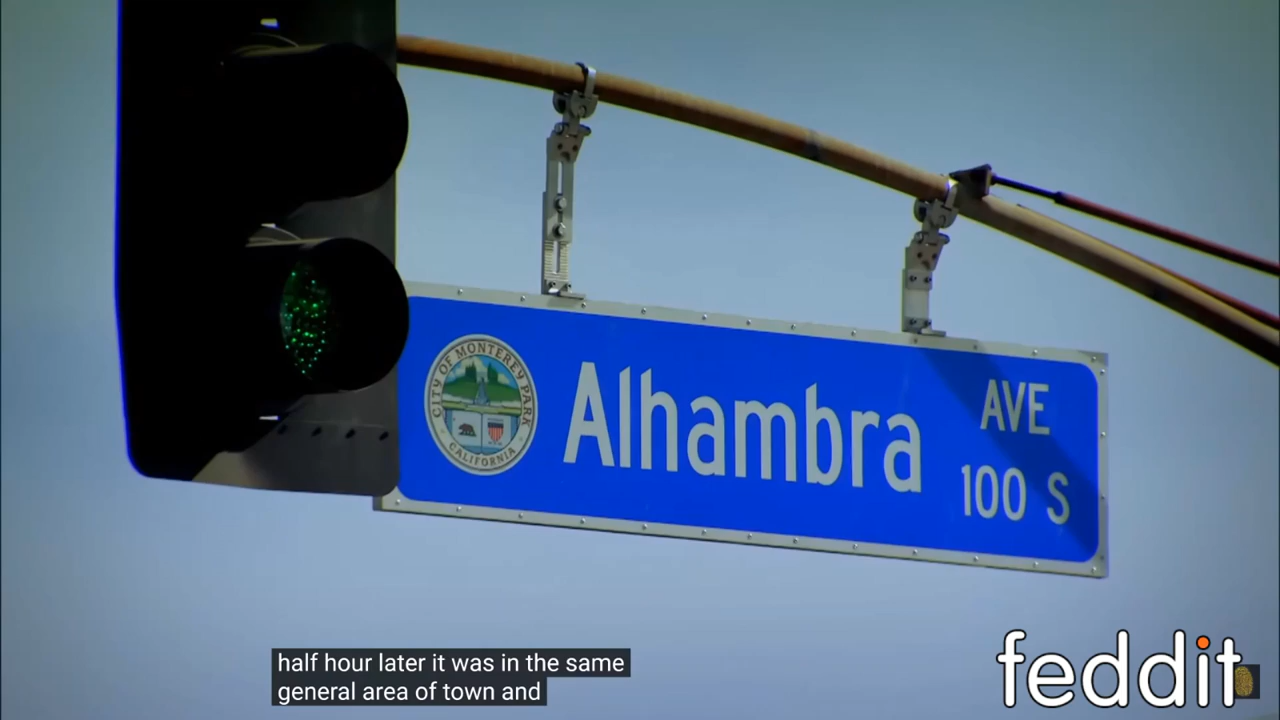 CITY OF MONTEREY PARK
CALIFORNIA
Alhambra
AVE
100 S
half hour later it was in the same
general area of town and
feddit